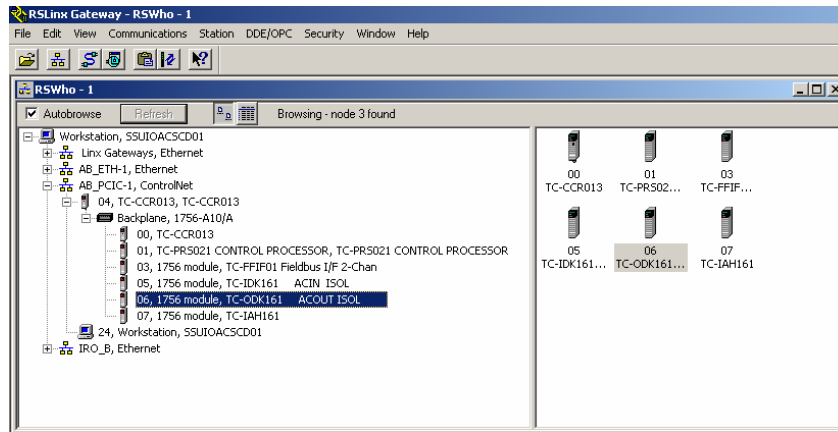 RSLinx Gateway - RSWho - 1
File Edit View Communications Station DDE/OPC Security Window Help
RSWho - 1
Autobrowse Refresh Browsing - node 3 found
Workstation, SSUIOACSCD01
Linx Gateways, Ethernet
AB_ETH-1, Ethernet
AB_PCIC-1, ControlNet
04, TC-CCR013, TC-CCR013
Backplane, 1756-A10/A
00, TC-CCR013
01, TC-PRS021 CONTROL PROCESSOR, TC-PRS021 CONTROL PROCESSOR
03, 1756 module, TC-FFIF01 Fieldbus I/F 2-Chan
05, 1756 module, TC-IDK161 ACIN ISOL
06, 1756 module, TC-ODK161 ACOUT ISOL
07, 1756 module, TC-IAH161
24, Workstation, SSUIOACSCD01
IRO_B, Ethernet
00 01 03
TC-CCR013 TC-PRS02... TC-FFIF...
05 06 07
TC-IDK161... TC-ODK161... TC-IAH161